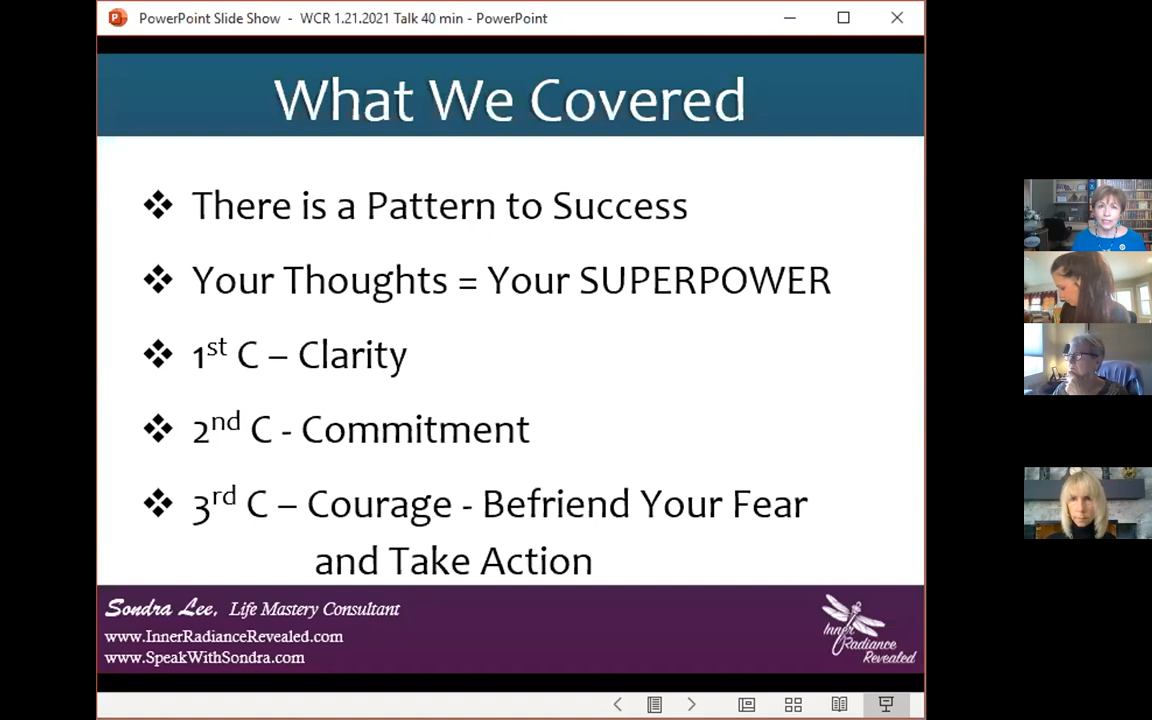 PowerPoint Slide Show - WCR 1.21.2021 Talk 40 min - PowerPoint
What We Covered
❖ There is a Pattern to Success
❖ Your Thoughts = Your SUPERPOWER
❖ 1st C – Clarity
❖ 2nd C - Commitment
❖ 3rd C – Courage - Befriend Your Fear
and Take Action
Sondra Lee, Life Mastery Consultant
www.InnerRadianceRevealed.com
www.SpeakWithSondra.com
Inner
Radiance
Revealed